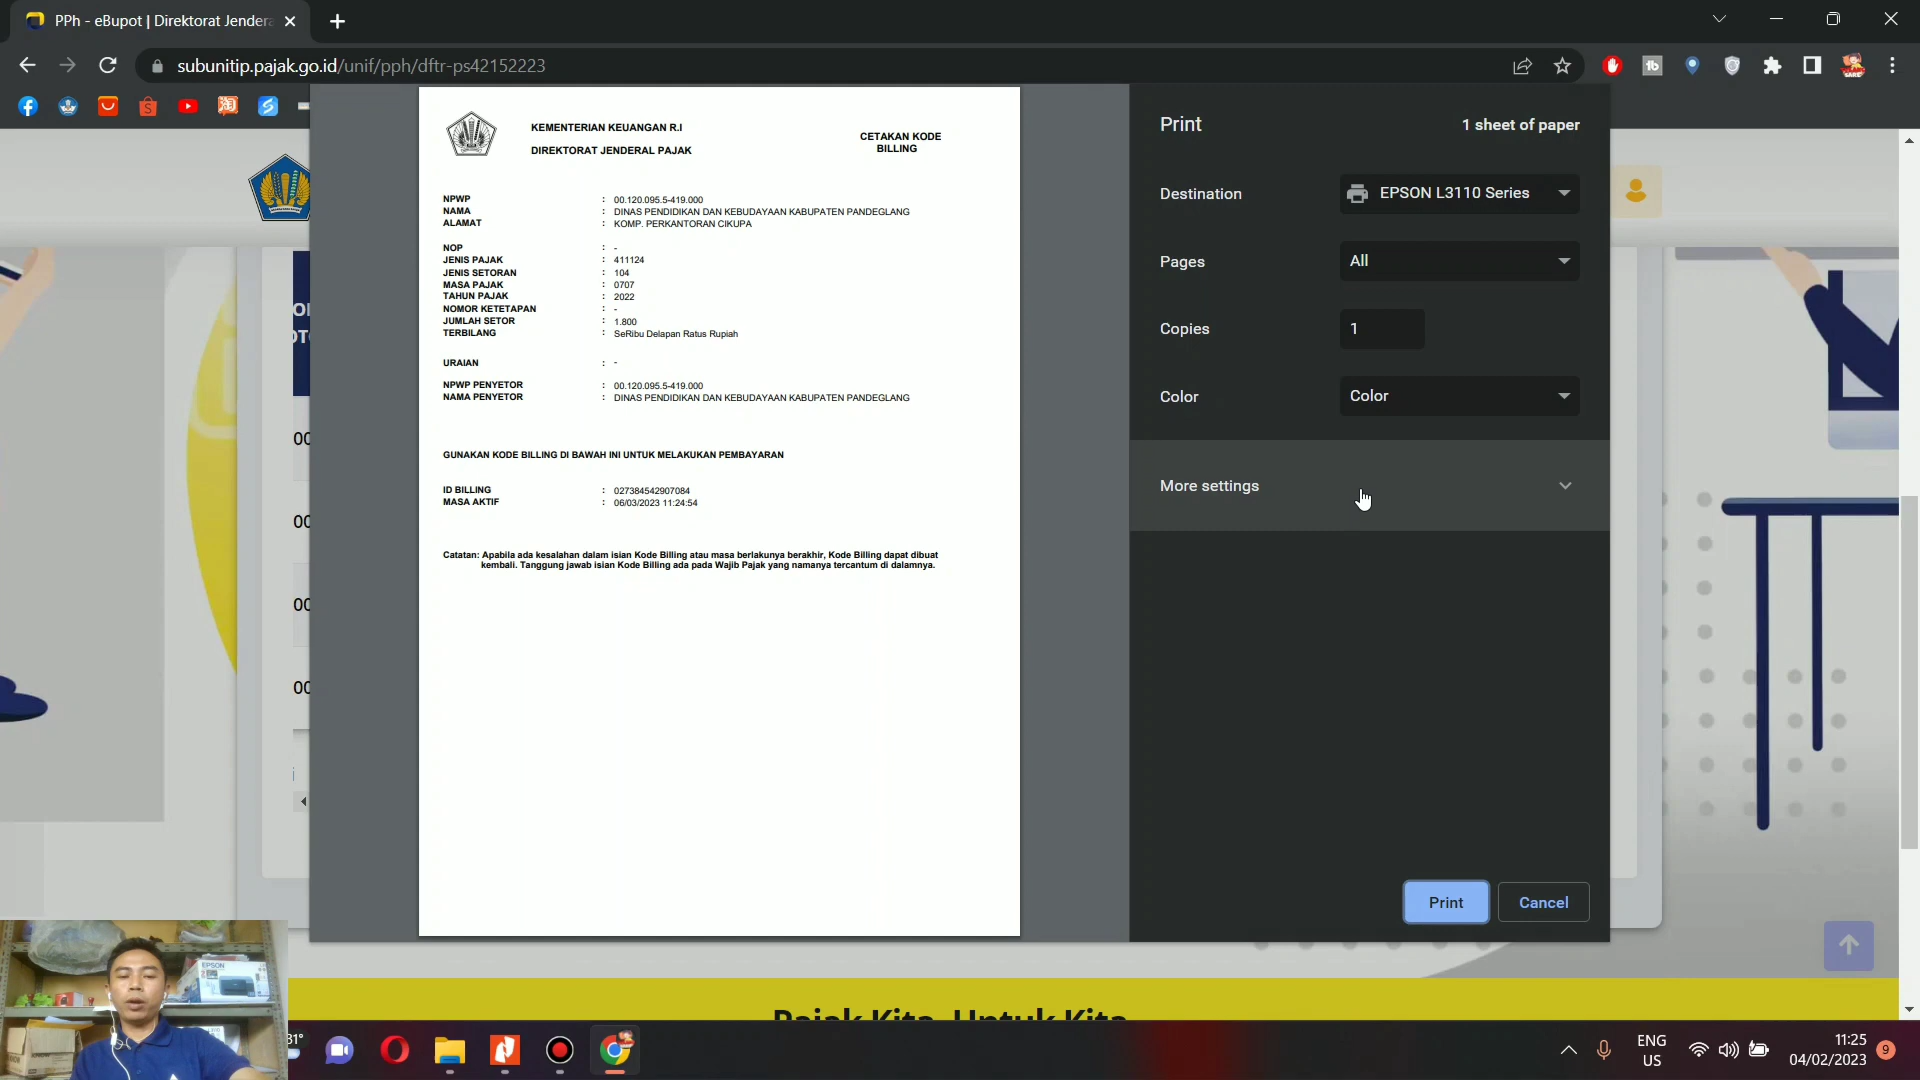 PPh - eBupot | Direktorat Jendera
subunitip.pajak.go.id/unif/pph/dftr-ps42152223
KEMENTERIAN KEUANGAN R.I
DIREKTORAT JENDERAL PAJAK
CETAKAN KODE
BILLING
NPWP : 00.120.095.5-419.000
NAMA : DINAS PENDIDIKAN DAN KEBUDAYAAN KABUPATEN PANDEGLANG
ALAMAT : KOMP. PERKANTORAN CIKUPA
NOP : -
JENIS PAJAK : 411124
JENIS SETORAN : 104
MASA PAJAK : 0707
TAHUN PAJAK : 2022
NOMOR KETETAPAN : -
JUMLAH SETOR : 1.800
TERBILANG : SeRibu Delapan Ratus Rupiah
URAIAN : -
NPWP PENYETOR : 00.120.095.5-419.000
NAMA PENYETOR : DINAS PENDIDIKAN DAN KEBUDAYAAN KABUPATEN PANDEGLANG
GUNAKAN KODE BILLING DI BAWAH INI UNTUK MELAKUKAN PEMBAYARAN
ID BILLING : 027384542907084
MASA AKTIF : 06/03/2023 11:24:54
Catatan: Apabila ada kesalahan dalam isian Kode Billing atau masa berlakunya berakhir, Kode Billing dapat dibuat
kembali. Tanggung jawab isian Kode Billing ada pada Wajib Pajak yang namanya tercantum di dalamnya.
Print
1 sheet of paper
Destination
EPSON L3110 Series
Pages
All
Copies
1
Color
Color
More settings
Print
Cancel
00
00
00
00
Pajak Kita, Untuk Kita
EPSON
31°
ENG
US
11:25
04/02/2023
9